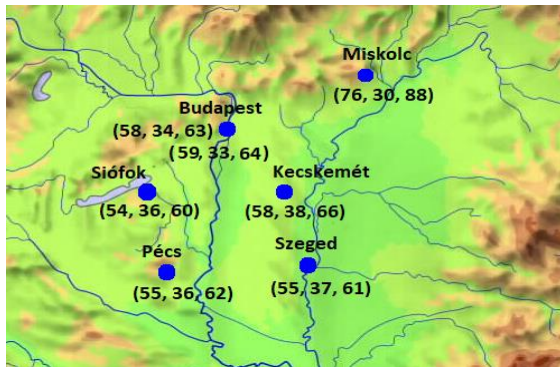 Miskolc
(76, 30, 88)
Budapest
(58, 34, 63)
(59, 33, 64)
Siófok
(54, 36, 60)
Kecskemét
(58, 38, 66)
Pécs
(55, 36, 62)
Szeged
(55, 37, 61)